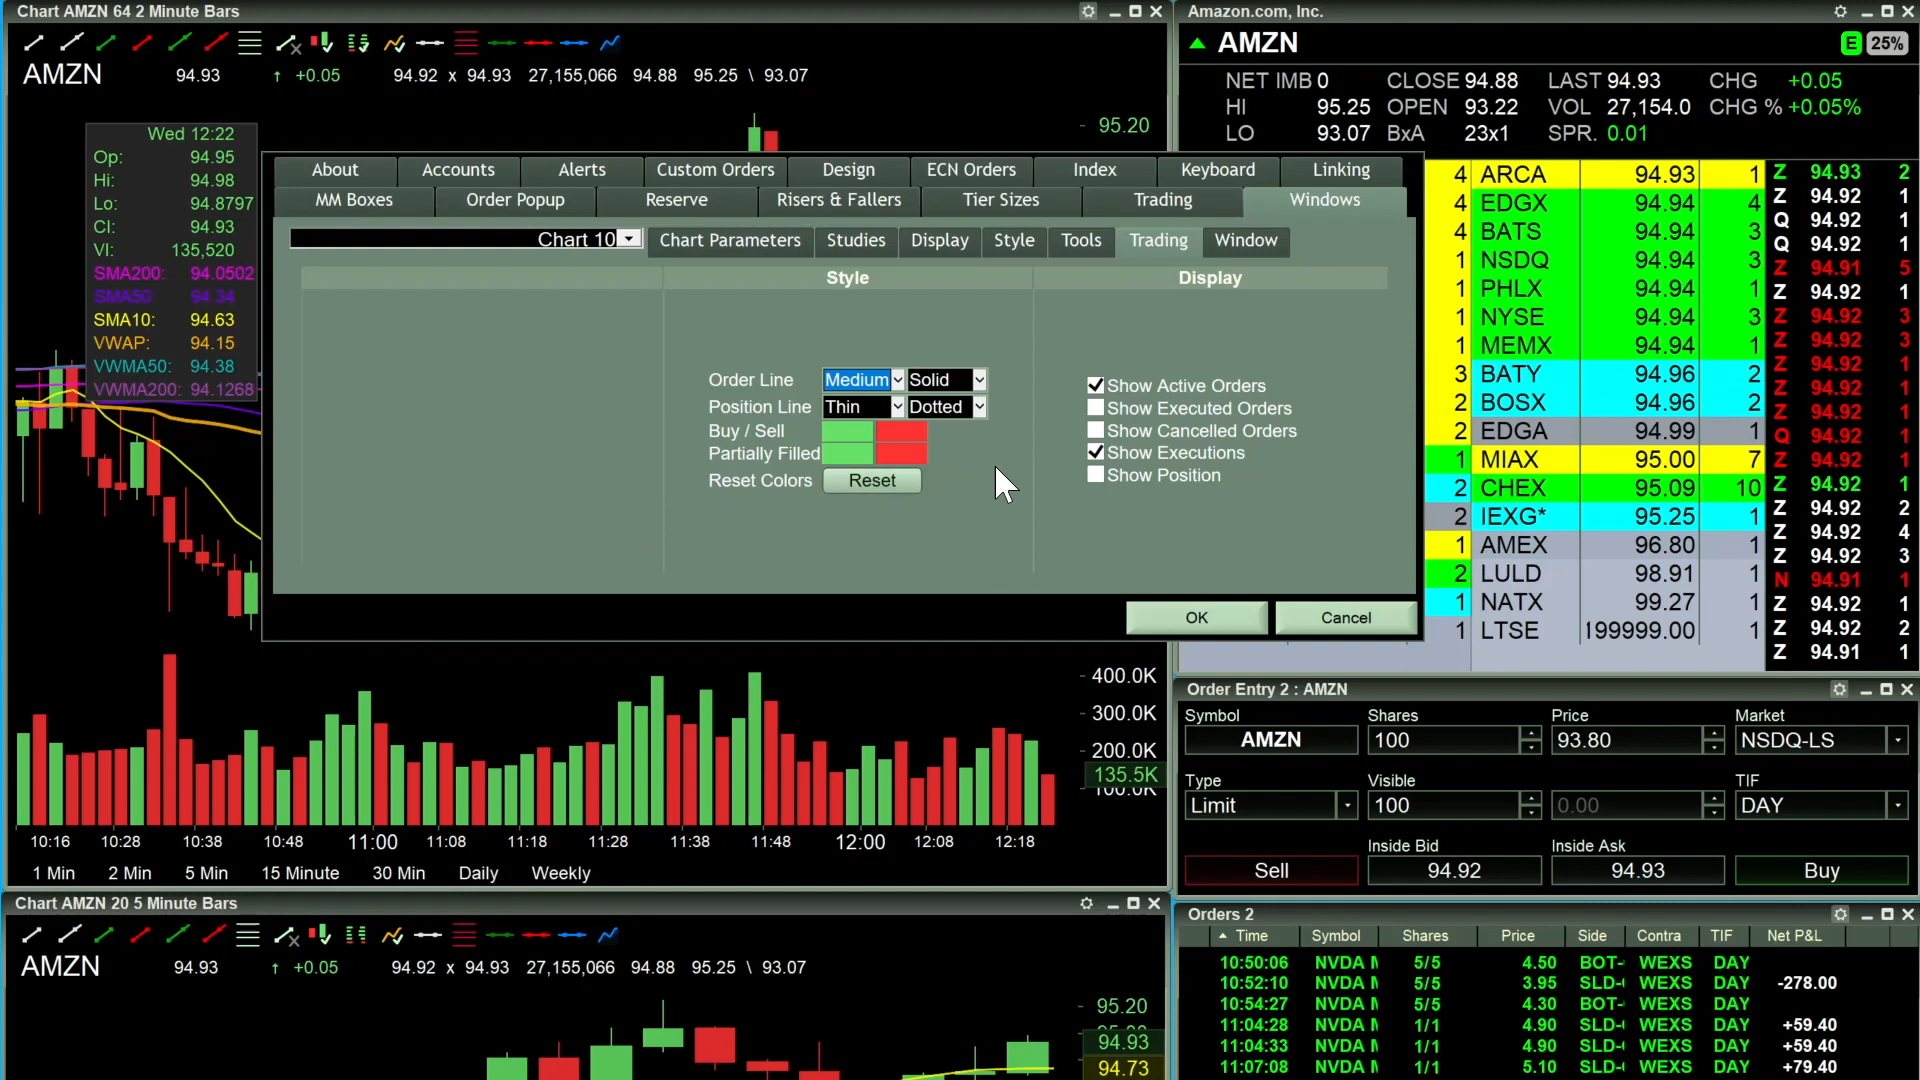 Chart AMZN 64 2 Minute Bars
AMZN 94.93 ↑ +0.05 94.92 x 94.93 27,155,066 94.88 95.25 \ 93.07
95.20
Wed 12:22
Op: 94.95
Hi: 94.98
Lo: 94.8797
Cl: 94.93
Vl: 135,520
SMA200: 94.0502
SMA50: 94.34
SMA10: 94.63
VWAP: 94.15
VWMA50: 94.38
VWMA200: 94.1268
About Accounts Alerts Custom Orders Design ECN Orders Index Keyboard Linking
MM Boxes Order Popup Reserve Risers & Fallers Tier Sizes Trading Windows
Chart 10 Chart Parameters Studies Display Style Tools Trading Window
Style Display
Order Line Medium Solid
Position Line Thin Dotted
Buy / Sell
Partially Filled
Reset Colors Reset
Show Active Orders
Show Executed Orders
Show Cancelled Orders
Show Executions
Show Position
OK Cancel
400.0K
300.0K
200.0K
135.5K
10:16 10:28 10:38 10:48 11:00 11:08 11:18 11:28 11:38 11:48 12:00 12:08 12:18
1 Min 2 Min 5 Min 15 Minute 30 Min Daily Weekly
Chart AMZN 20 5 Minute Bars
AMZN 94.93 ↑ +0.05 94.92 x 94.93 27,155,066 94.88 95.25 \ 93.07
95.20
94.93
94.73
Amazon.com, Inc.
AMZN E 25%
NET IMB 0 CLOSE 94.88 LAST 94.93 CHG +0.05
HI 95.25 OPEN 93.22 VOL 27,154.0 CHG % +0.05%
LO 93.07 BxA 23x1 SPR. 0.01
4 ARCA 94.93 1
4 EDGX 94.94 4
4 BATS 94.94 3
1 NSDQ 94.94 3
1 PHLX 94.94 1
1 NYSE 94.94 3
1 MEMX 94.94 1
3 BATY 94.96 2
2 BOSX 94.96 2
2 EDGA 94.99 1
1 MIAX 95.00 7
2 CHEX 95.09 10
2 IEXG* 95.25 1
1 AMEX 96.80 1
2 LULD 98.91 1
1 NATX 99.27 1
1 LTSE 199999.00 1
Z 94.93 2
Z 94.92 1
Q 94.92 1
Q 94.92 1
Z 94.91 5
Z 94.92 1
Z 94.92 3
Z 94.92 3
Z 94.92 1
Z 94.92 1
Z 94.92 1
Q 94.92 1
Z 94.92 1
Z 94.92 1
Z 94.92 2
Z 94.92 4
Z 94.92 3
N 94.91 1
Z 94.92 1
Z 94.92 2
Z 94.91 1
Order Entry 2 : AMZN
Symbol Shares Price Market
AMZN 100 93.80 NSDQ-LS
Type Visible TIF
Limit 100 0.00 DAY
Inside Bid Inside Ask
Sell 94.92 94.93 Buy
Orders 2
Time Symbol Shares Price Side Contra TIF Net P&L
10:50:06 NVDA 5/5 4.50 BOT- WEXS DAY
10:52:10 NVDA 5/5 3.95 SLD- WEXS DAY -278.00
10:54:27 NVDA 5/5 4.30 BOT- WEXS DAY
11:04:28 NVDA 1/1 4.90 SLD- WEXS DAY +59.40
11:04:33 NVDA 1/1 4.90 SLD- WEXS DAY +59.40
11:07:08 NVDA 1/1 5.10 SLD- WEXS DAY +79.40